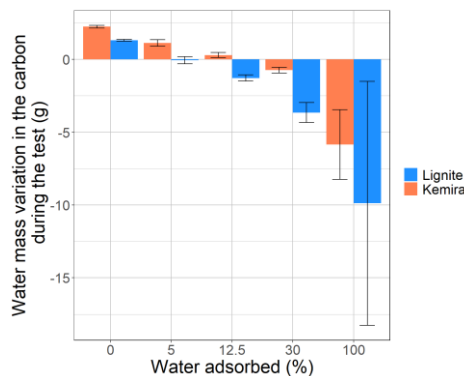 Water mass variation in the carbon
during the test (g)
0
-5
-10
-15
0
5
12.5
30
100
Water adsorbed (%)
Lignite
Kemira